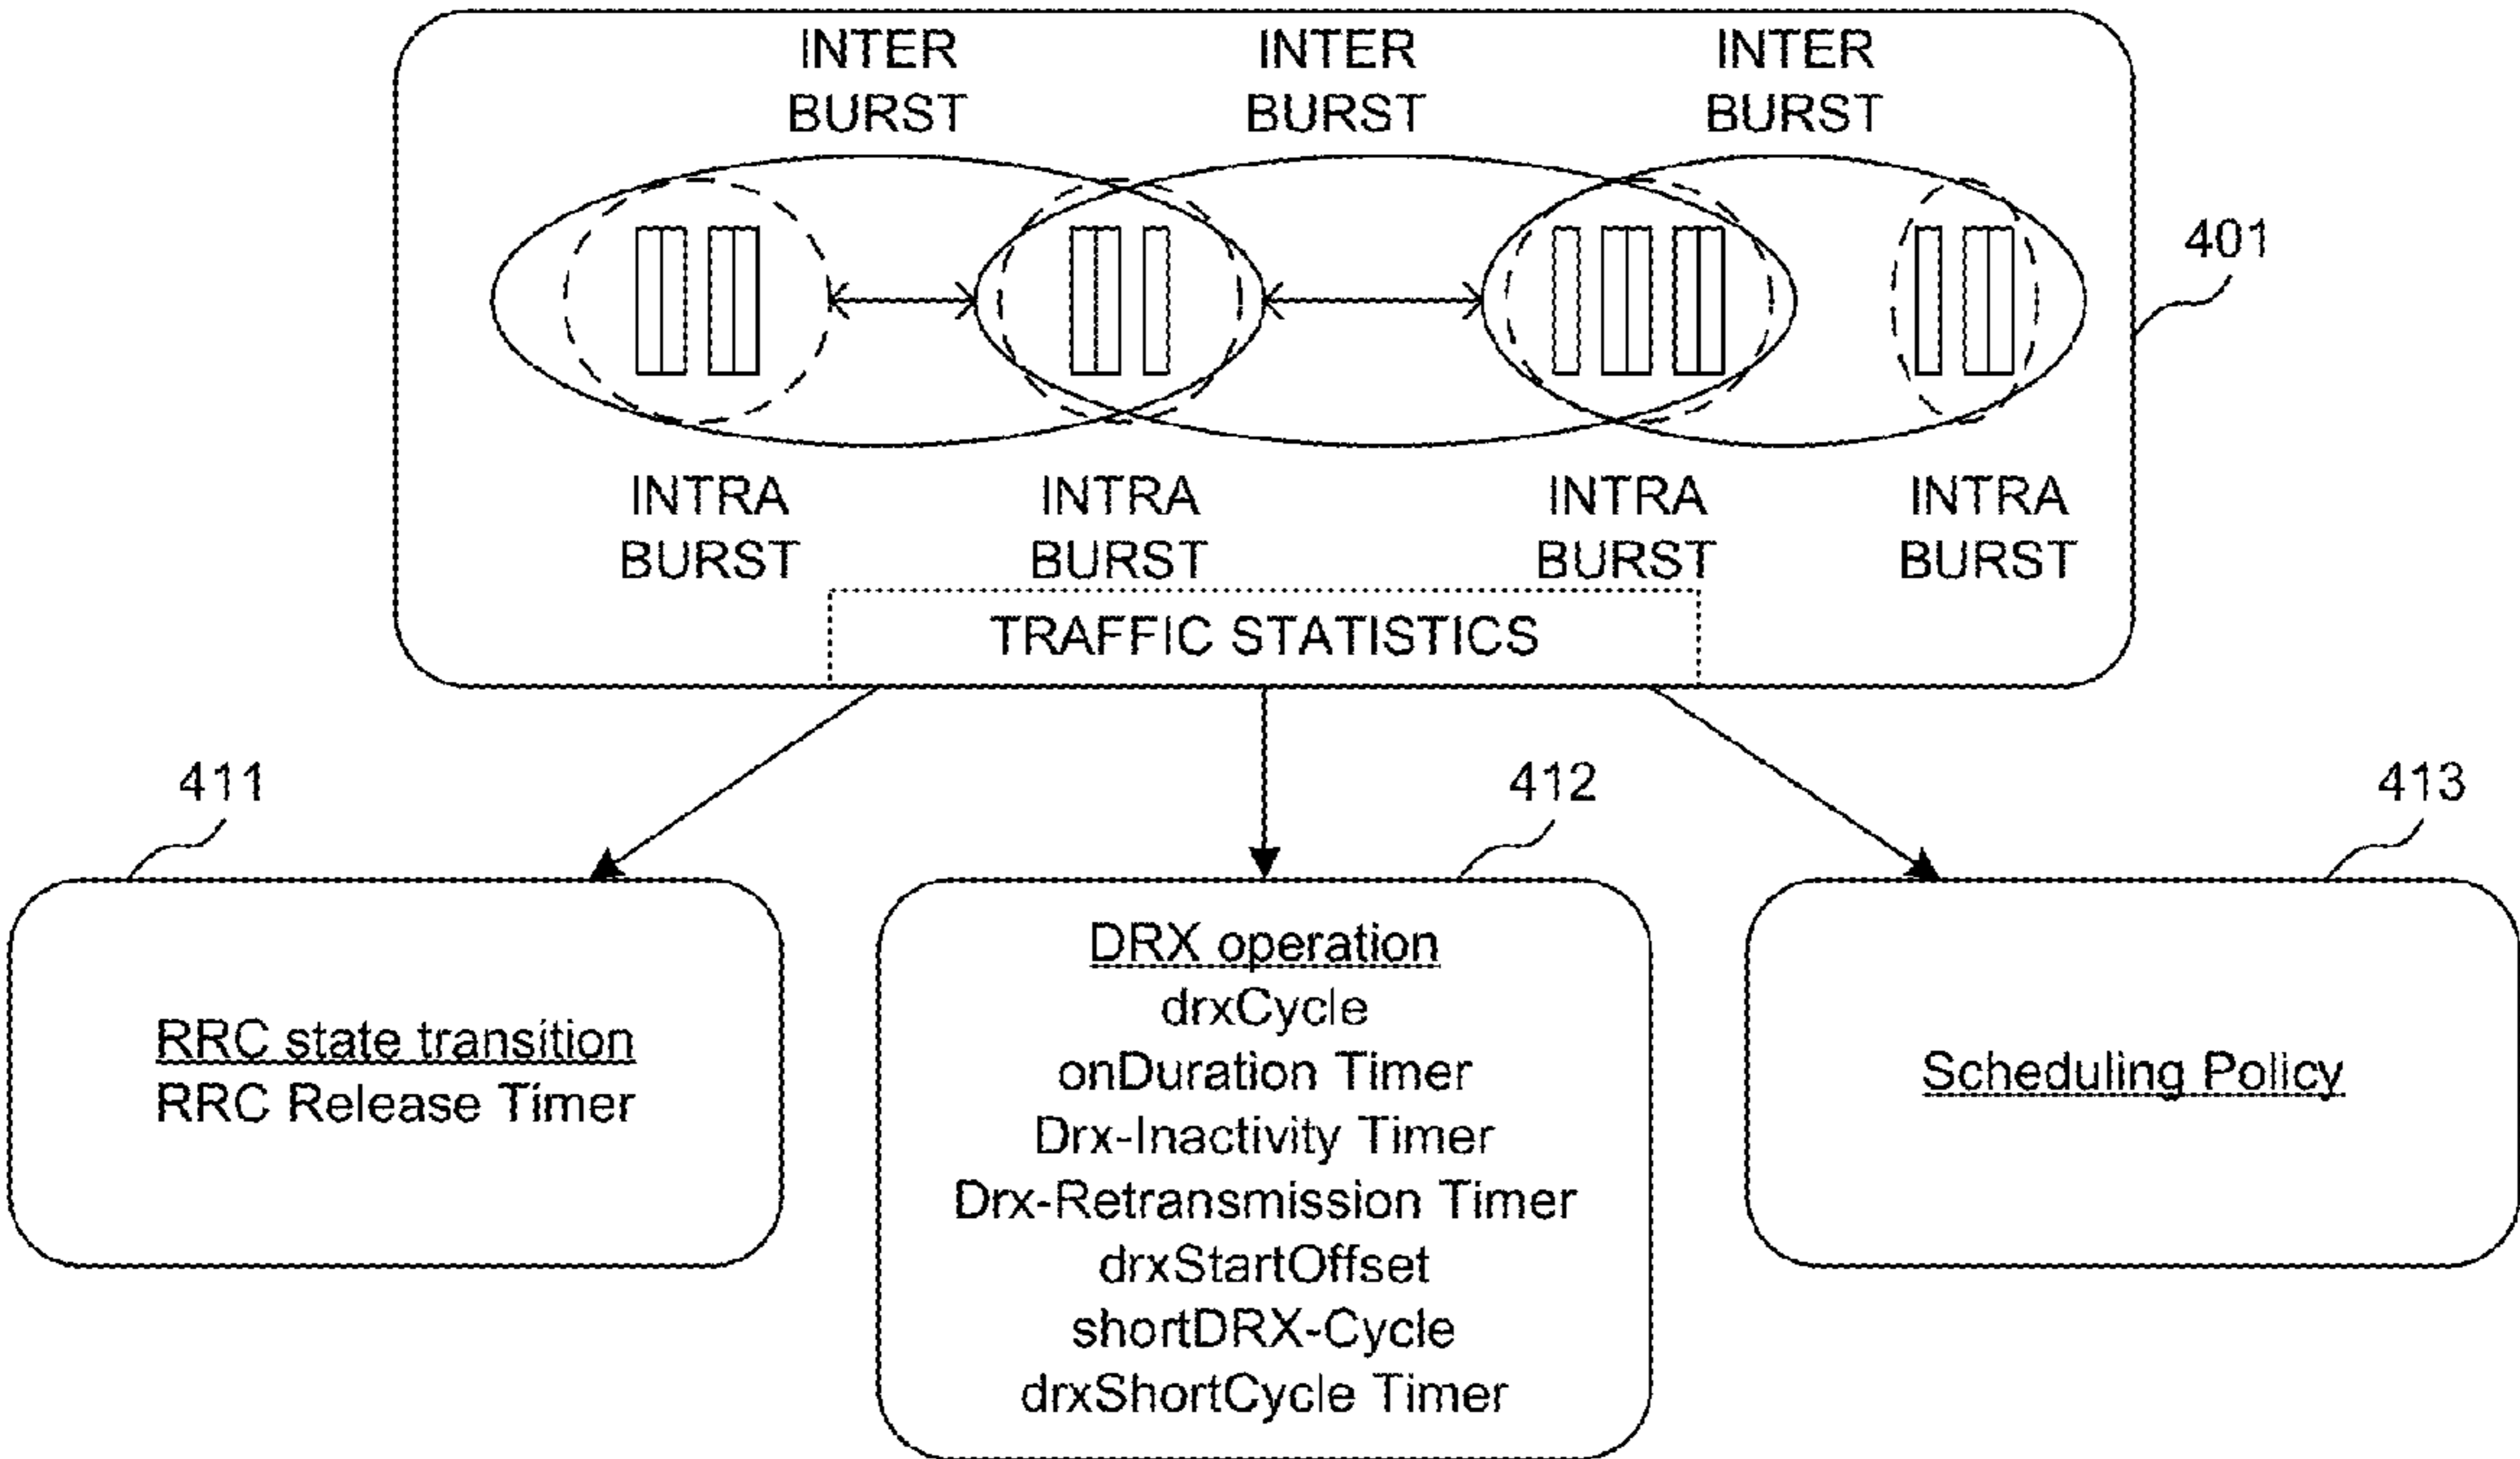 INTER BURST
INTER BURST
INTER BURST
401
INTRA BURST
INTRA BURST
INTRA BURST
INTRA BURST
TRAFFIC STATISTICS
411
412
413
RRC state transition
RRC Release Timer
DRX operation
drxCycle
onDuration Timer
Drx-Inactivity Timer
Drx-Retransmission Timer
drxStartOffset
shortDRX-Cycle
drxShortCycle Timer
Scheduling Policy